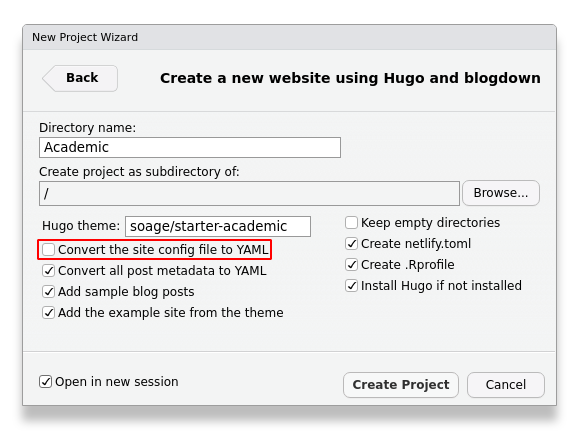 New Project Wizard
Back
Create a new website using Hugo and blogdown
Directory name:
Academic
Create project as subdirectory of:
/
Browse...
Hugo theme:
soage/starter-academic
Convert the site config file to YAML
Convert all post metadata to YAML
Add sample blog posts
Add the example site from the theme
Keep empty directories
Create netlify.toml
Create .Rprofile
Install Hugo if not installed
Open in new session
Create Project
Cancel